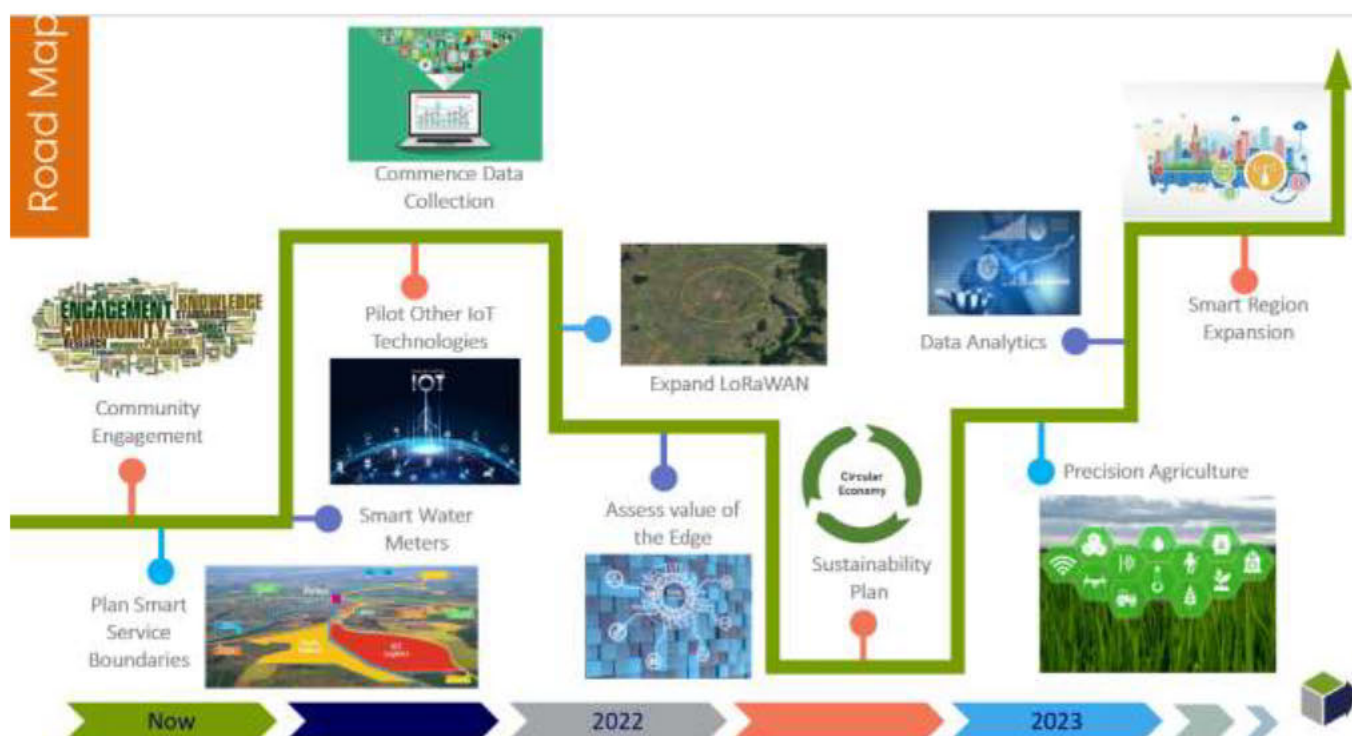 Road Map
Commence Data
Collection
ENGAGEMENT KNOWLEDGE
COMMUNITY
RESEARCH
Community
Engagement
Pilot Other IoT
Technologies
IOT
Smart Water
Meters
Plan Smart
Service
Boundaries
Expand LoRaWAN
Assess value of
the Edge
Circular
Economy
Sustainability
Plan
Data Analytics
Precision Agriculture
Smart Region
Expansion
Now
2022
2023